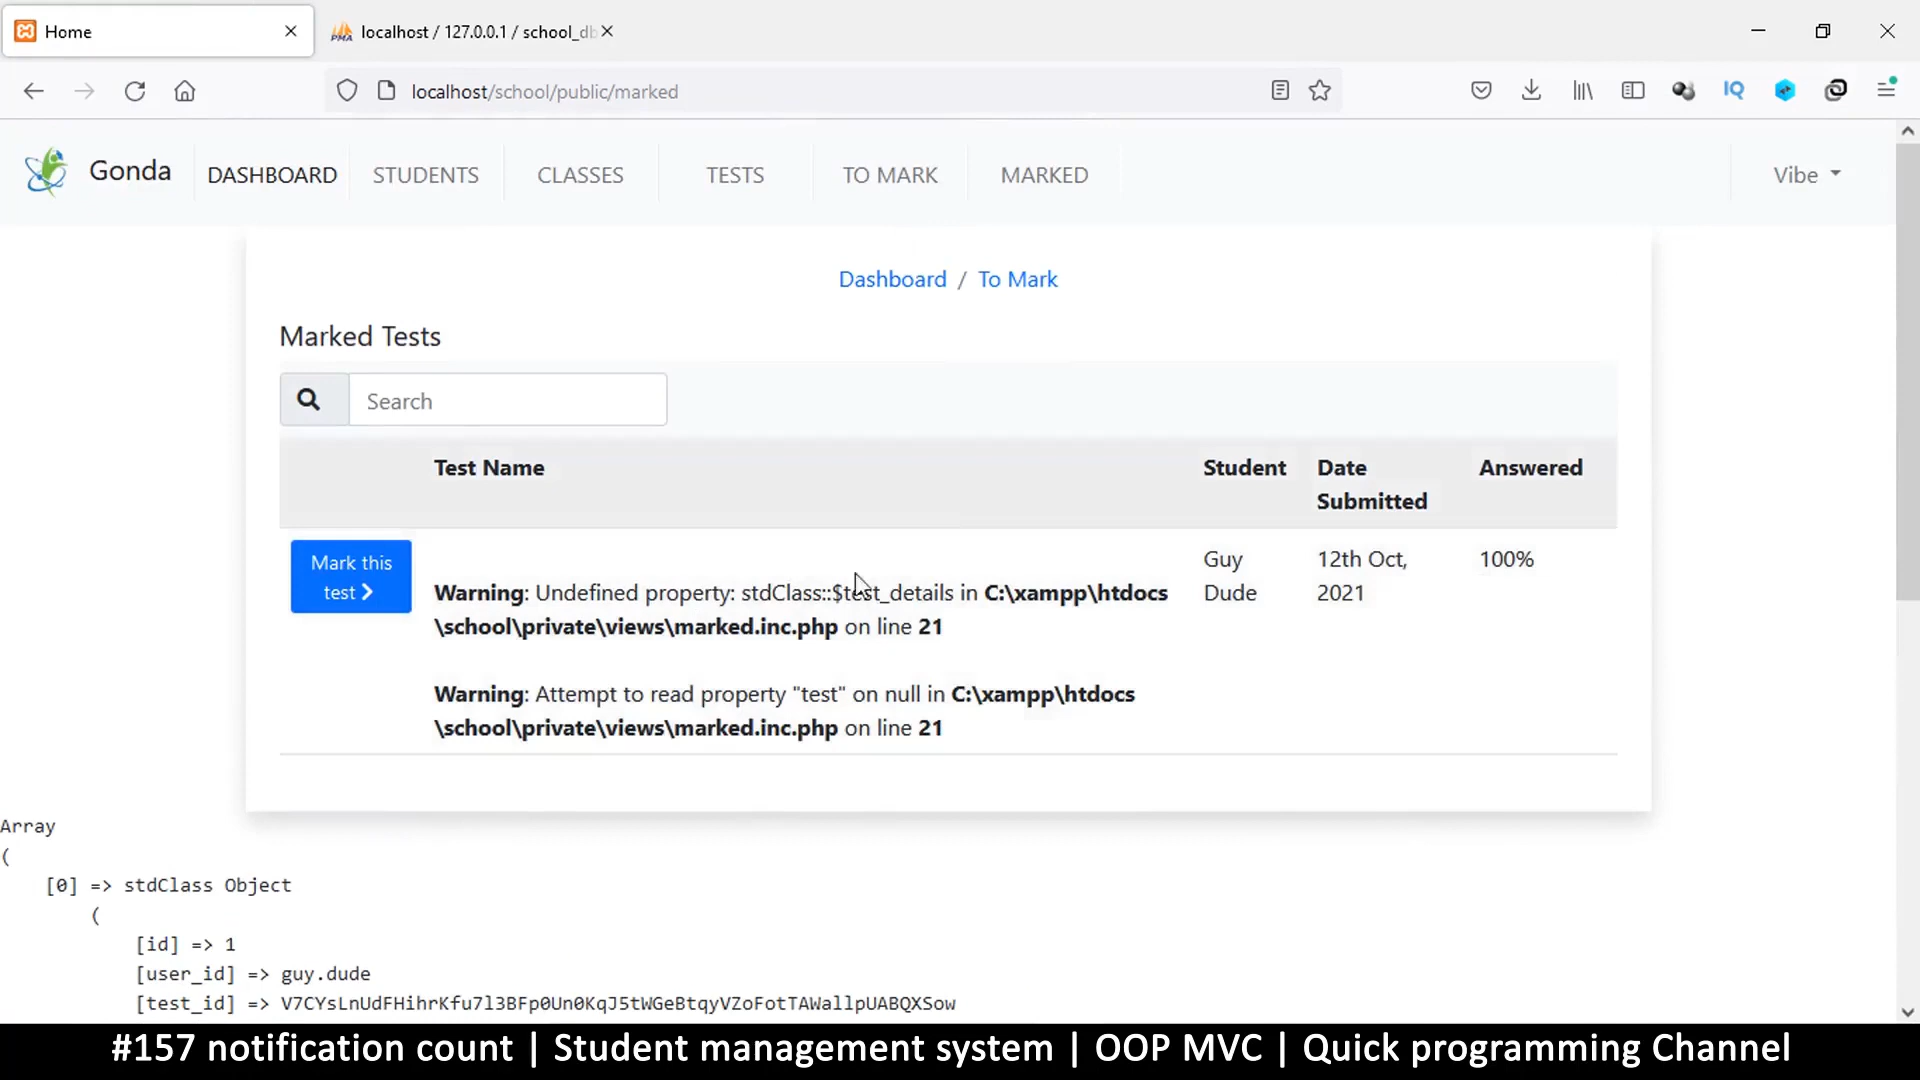 Home
localhost / 127.0.0.1 / school_db
localhost/school/public/marked
IQ
Gonda
DASHBOARD
STUDENTS
CLASSES
TESTS
TO MARK
MARKED
Vibe
Dashboard / To Mark
Marked Tests
Search
Test Name
Student
Date
Submitted
Answered
Mark this
test
Warning: Undefined property: stdClass::$test_details in C:\xampp\htdocs
\school\private\views\marked.inc.php on line 21
Warning: Attempt to read property "test" on null in C:\xampp\htdocs
\school\private\views\marked.inc.php on line 21
Guy
Dude
12th Oct,
2021
100%
Array
(
[0] => stdClass Object
(
[id] => 1
[user_id] => guy.dude
[test_id] => V7CYsLnUdFHihrKfu7l3BFp0Un0KqJ5tWGeBtqyVZoFotTAWallpUABQXSow
#157 notification count | Student management system | OOP MVC | Quick programming Channel